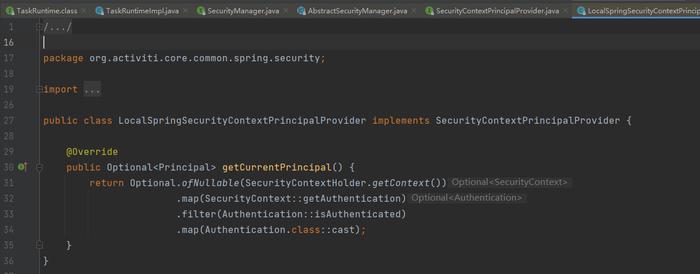 TaskRuntime.class × TaskRuntimeImpl.java × SecurityManager.java × AbstractSecurityManager.java × SecurityContextPrincipalProvider.java × LocalSpringSecurityContextPrincip
1 /.../
16
17 package org.activiti.core.common.spring.security;
18
19 import ...
26
27 public class LocalSpringSecurityContextPrincipalProvider implements SecurityContextPrincipalProvider {
28
29 @Override
30 public Optional<Principal> getCurrentPrincipal() {
31 return Optional.ofNullable(SecurityContextHolder.getContext()) Optional<SecurityContext>
32 .map(SecurityContext::getAuthentication) Optional<Authentication>
33 .filter(Authentication::isAuthenticated)
34 .map(Authentication.class::cast);
35 }
36 }